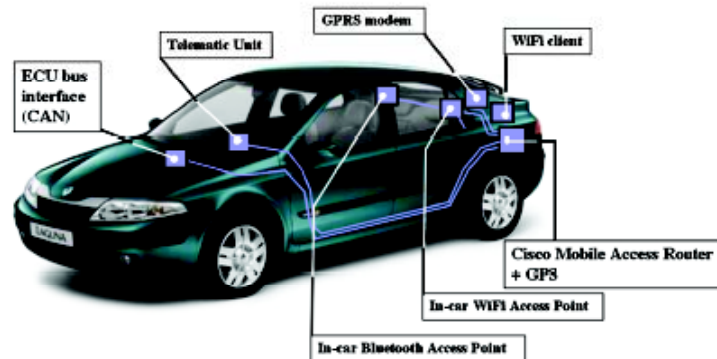 GPRS modem
Telematic Unit
WiFi client
ECU bus
interface
(CAN)
LAGUNA
Cisco Mobile Access Router
+ GPS
In-car WiFi Access Point
In-car Bluetooth Access Point